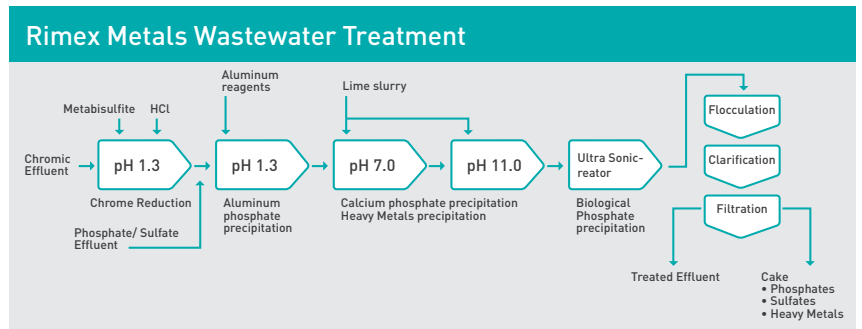 Rimex Metals Wastewater Treatment
Aluminum
reagents
Lime slurry
Metabisulfite
HCl
Flocculation
Chromic
Effluent
pH 1.3
pH 1.3
pH 7.0
pH 11.0
Ultra Sonic-
reator
Clarification
Chrome Reduction
Aluminum
phosphate
precipitation
Calcium phosphate precipitation
Heavy Metals precipitation
Biological
Phosphate
precipitation
Filtration
Phosphate/ Sulfate
Effluent
Treated Effluent
Cake
• Phosphates
• Sulfates
• Heavy Metals